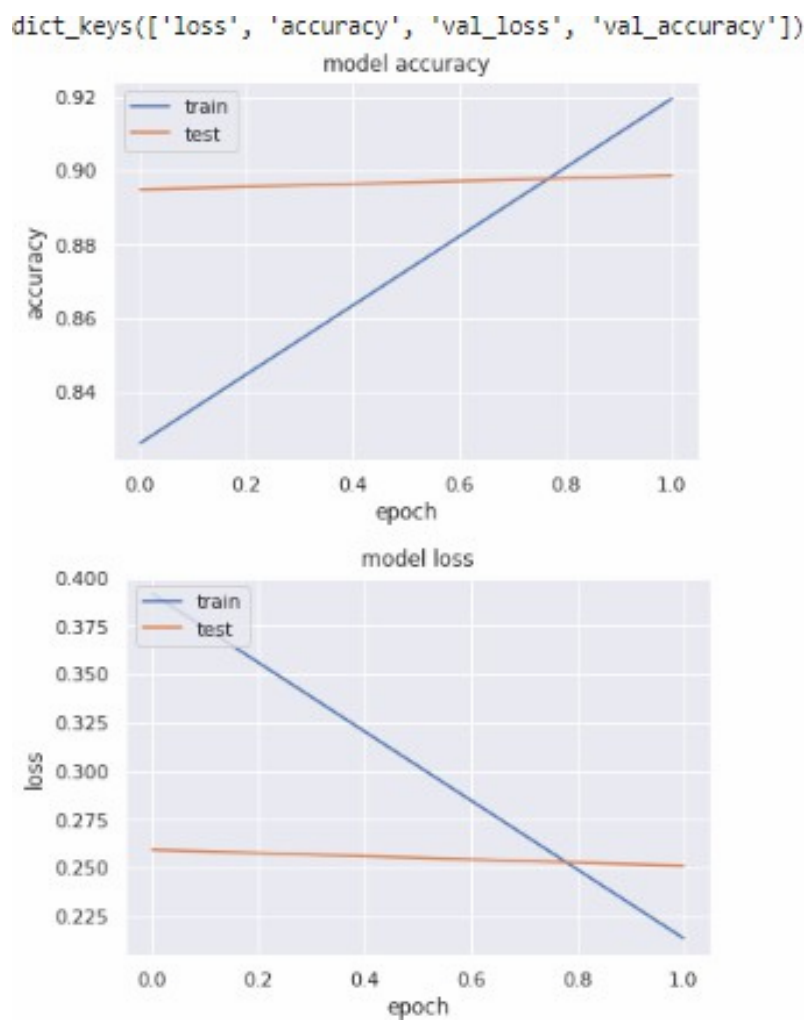 dict_keys(['loss', 'accuracy', 'val_loss', 'val_accuracy'])
model accuracy
train
test
0.92
0.90
0.88
0.86
0.84
accuracy
0.0 0.2 0.4 0.6 0.8 1.0
epoch
model loss
train
test
0.400
0.375
0.350
0.325
0.300
0.275
0.250
0.225
loss
0.0 0.2 0.4 0.6 0.8 1.0
epoch